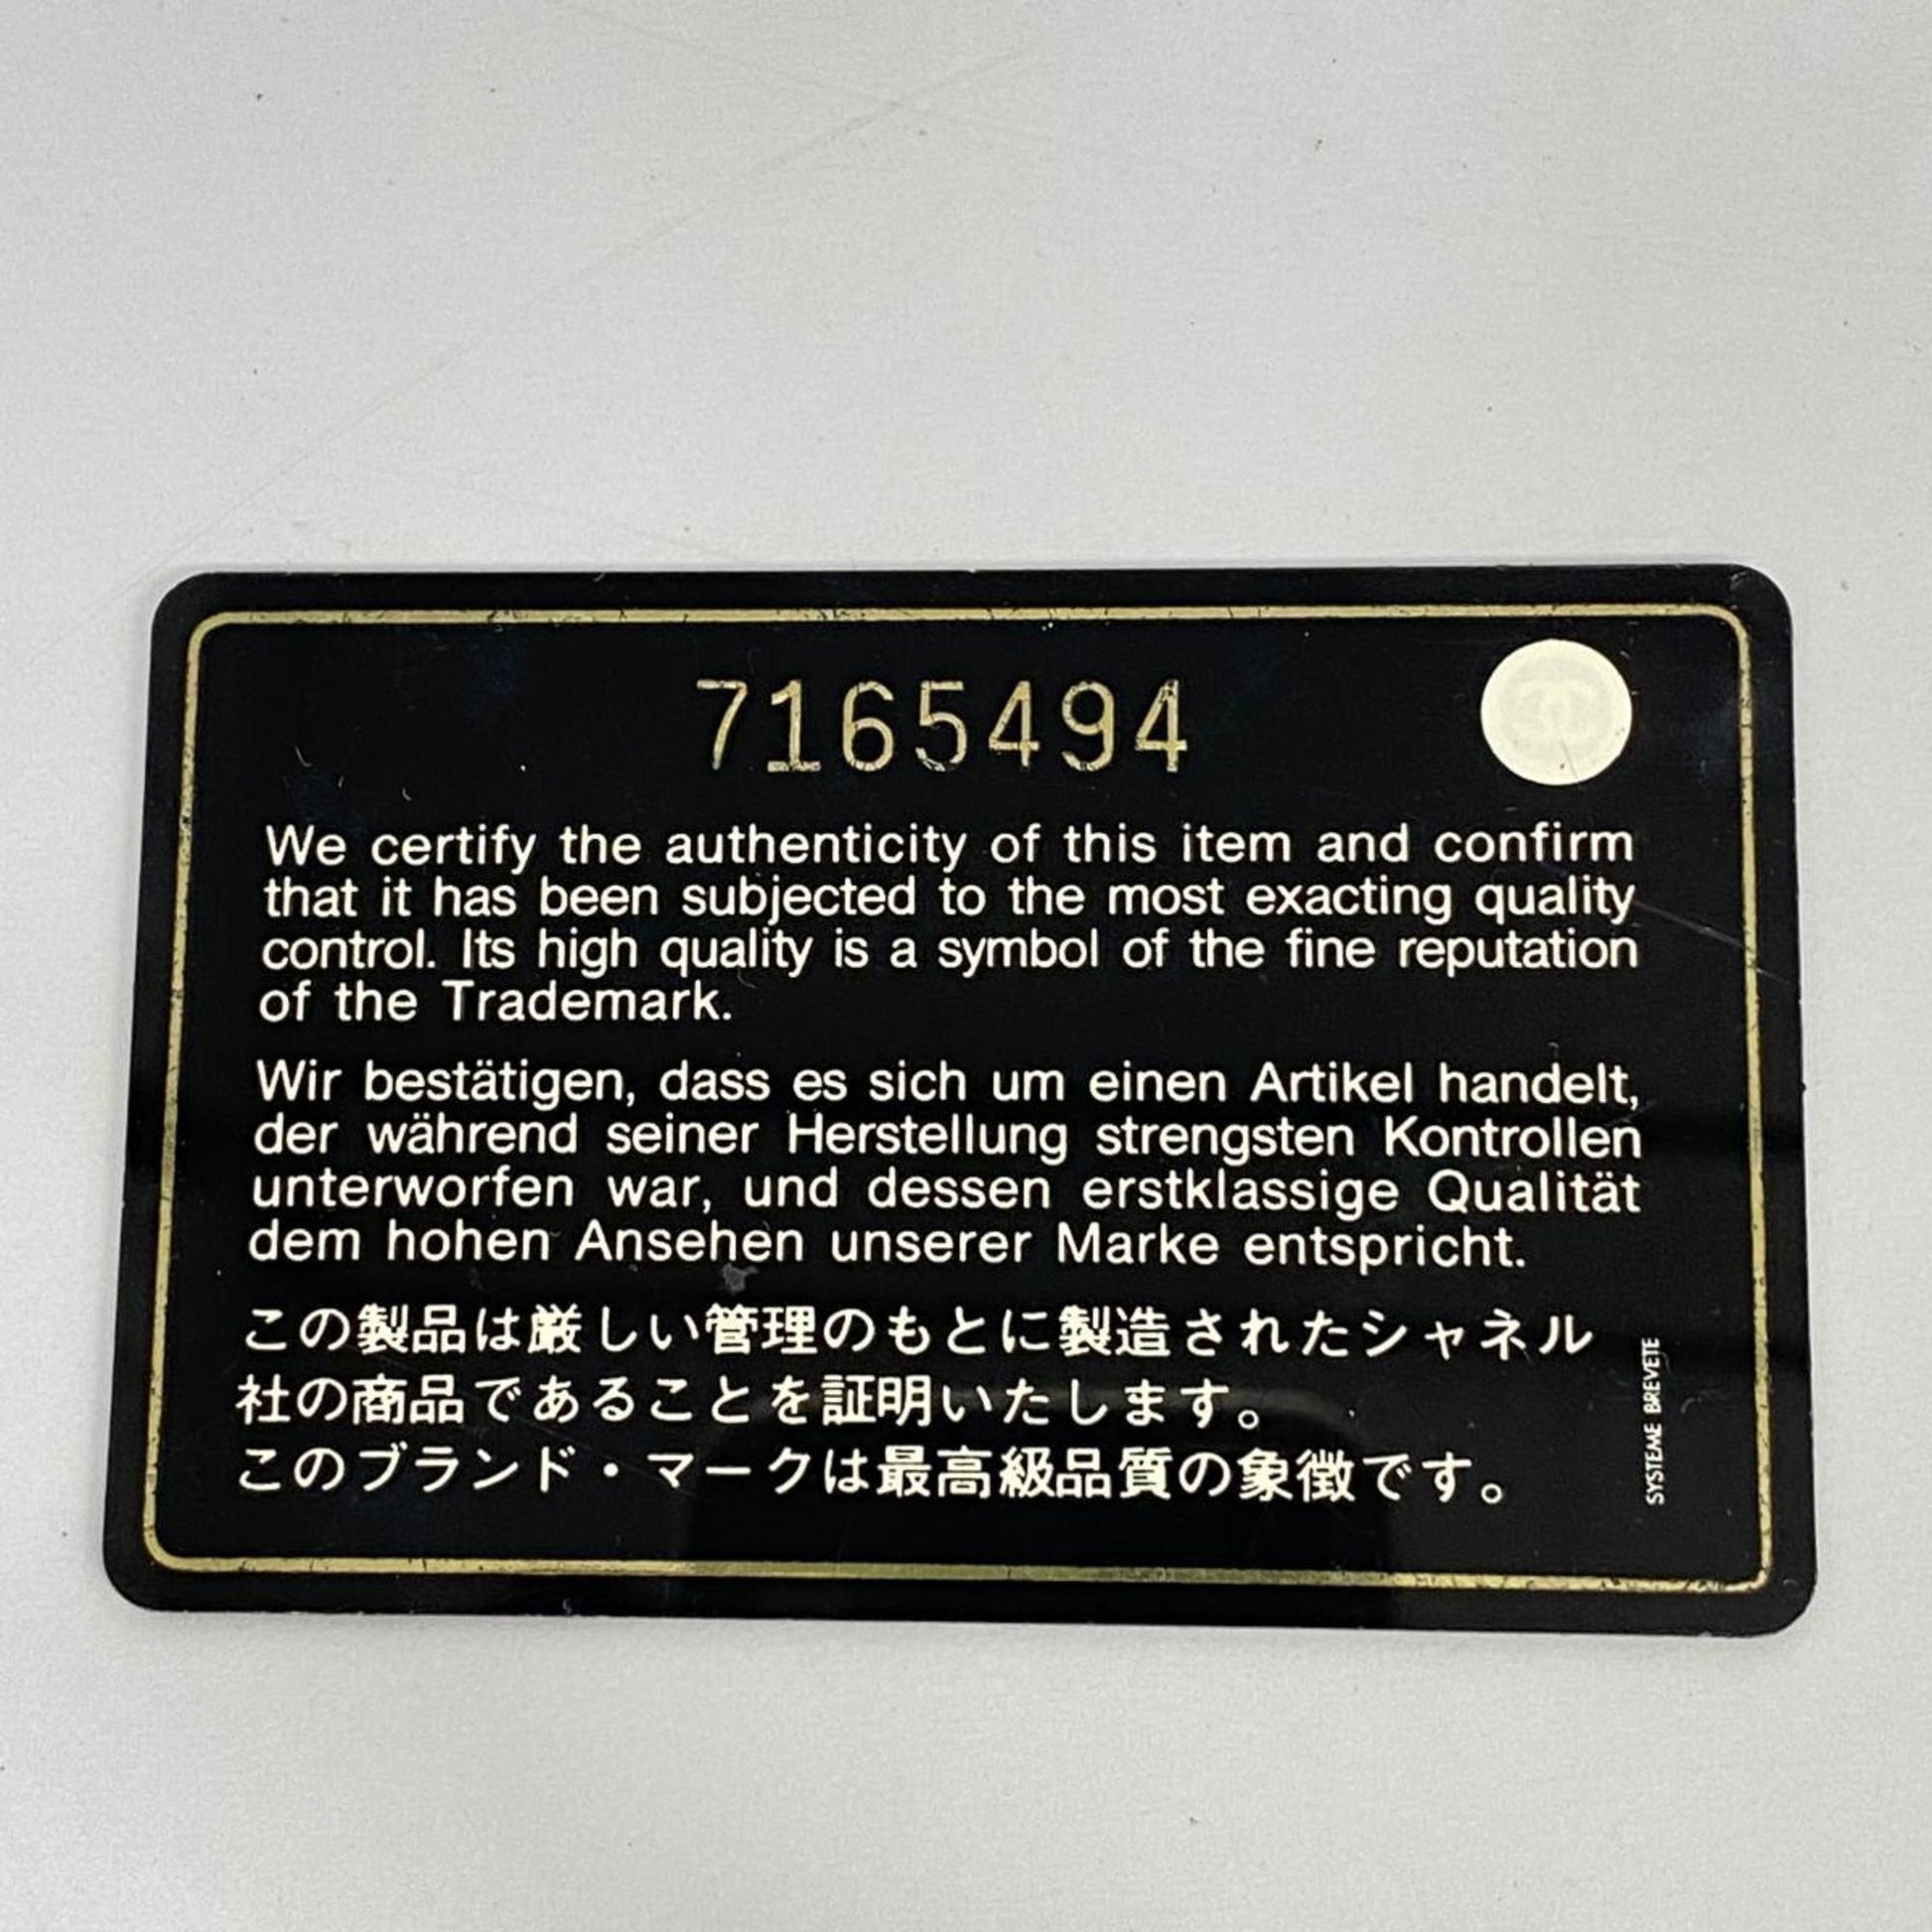 7165494
We certify the authenticity of this item and confirm
that it has been subjected to the most exacting quality
control. Its high quality is a symbol of the fine reputation
of the Trademark.
Wir bestätigen, dass es sich um einen Artikel handelt,
der während seiner Herstellung strengsten Kontrollen
unterworfen war, und dessen erstklassige Qualität
dem hohen Ansehen unserer Marke entspricht.
この製品は厳しい管理のもとに製造されたシャネル
社の商品であることを証明いたします。
このブランド・マークは最高級品質の象徴です。
SYSTEME BREVETE